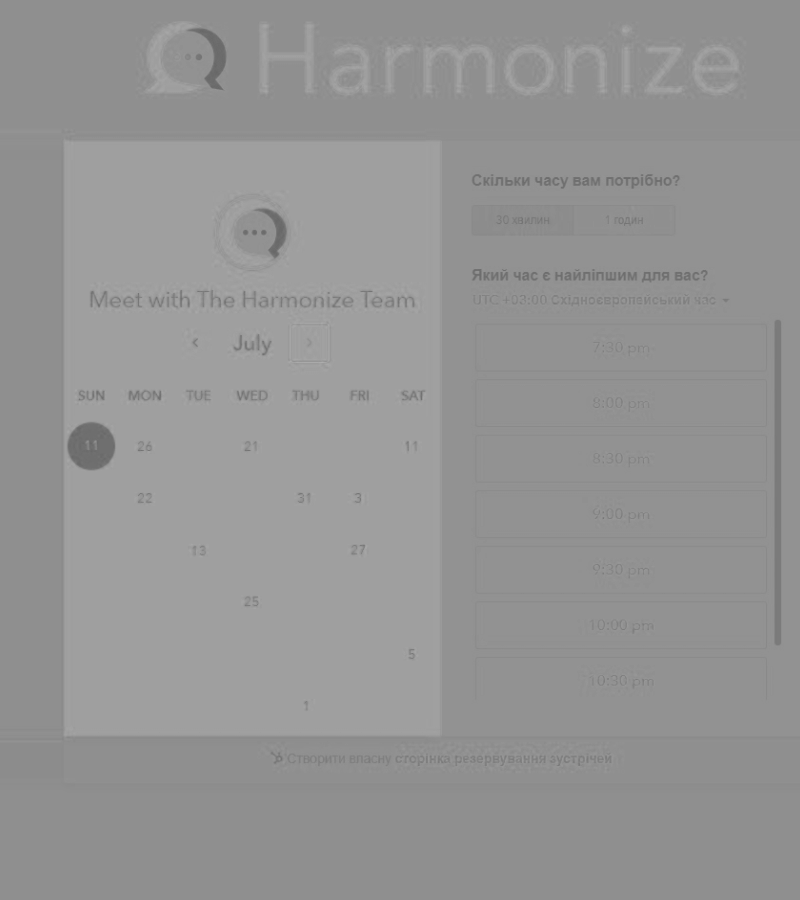 Harmonize
Meet with The Harmonize Team
July
SUN MON TUE WED THU FRI SAT
11 26 21 11
22 31 3
13 27
25
5
1
Скільки часу вам потрібно?
30 хвилин 1 годин
Який час є найліпшим для вас?
UTC +03:00 Східноєвропейський час
7:30 pm
8:00 pm
8:30 pm
9:00 pm
9:30 pm
10:00 pm
10:30 pm
Створити власну сторінка резервування зустрічей